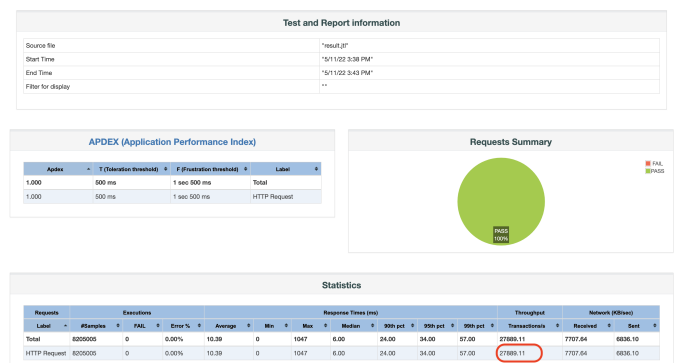 Test and Report information
Source file "result.jtl"
Start Time "5/11/22 3:38 PM"
End Time "5/11/22 3:43 PM"
Filter for display ""
APDEX (Application Performance Index)
Apdex T (Toleration threshold) F (Frustration threshold) Label
1.000 500 ms 1 sec 500 ms Total
1.000 500 ms 1 sec 500 ms HTTP Request
Requests Summary
FAIL
PASS
PASS
100%
Statistics
Requests Executions Response Times (ms) Throughput Network (KB/sec)
Label #Samples FAIL Error % Average Min Max Median 90th pct 95th pct 99th pct Transactions/s Received Sent
Total 8205005 0 0.00% 10.39 0 1047 6.00 24.00 34.00 57.00 27889.11 7707.64 6836.10
HTTP Request 8205005 0 0.00% 10.39 0 1047 6.00 24.00 34.00 57.00 27889.11 7707.64 6836.10